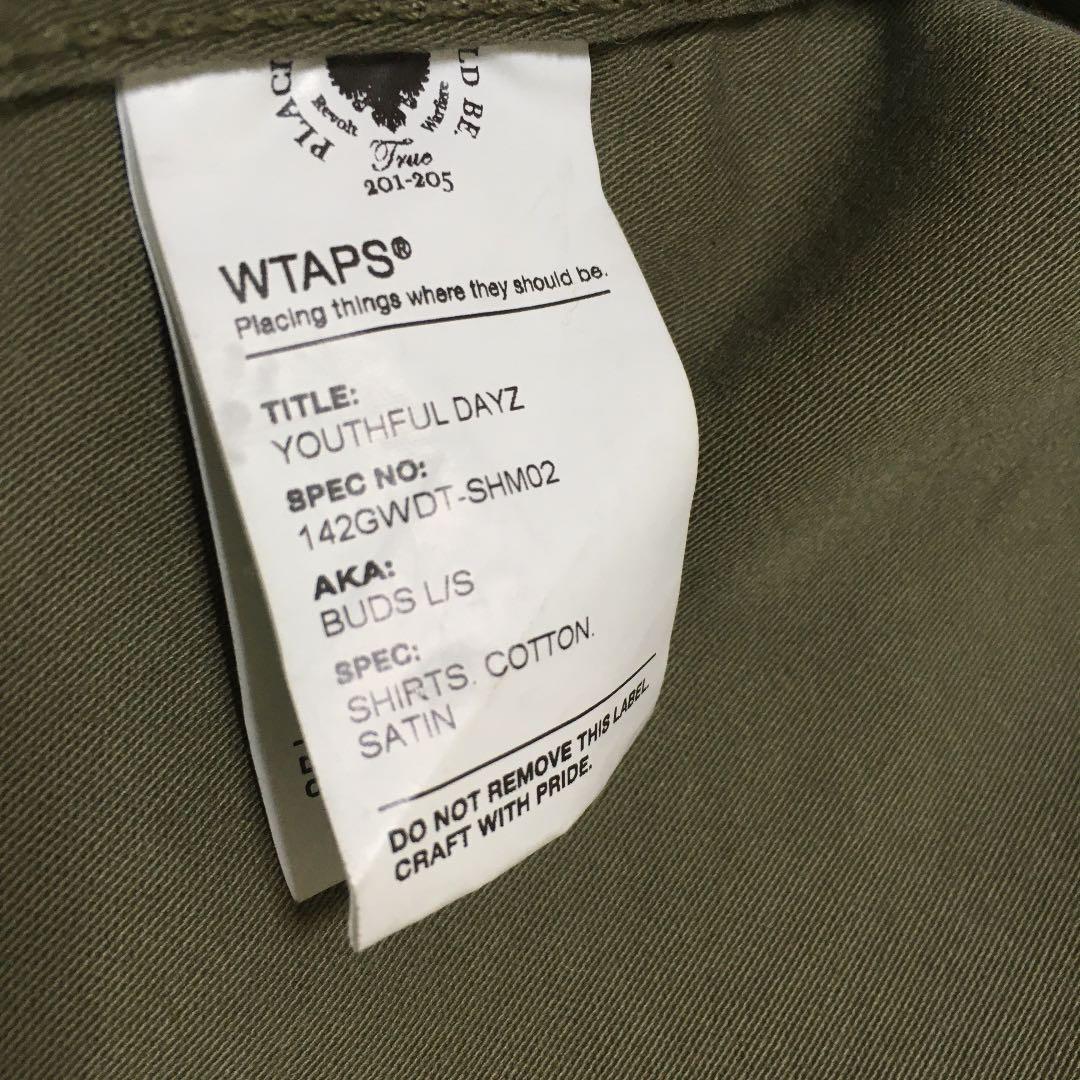 PLACI
LD BE.
Revolt
Warfare
True
201-205
WTAPS®
Placing things where they should be.
TITLE:
YOUTHFUL DAYZ
SPEC NO:
142GWDT-SHM02
AKA:
BUDS L/S
SPEC:
SHIRTS. COTTON.
SATIN
DO NOT REMOVE THIS LABEL.
CRAFT WITH PRIDE.